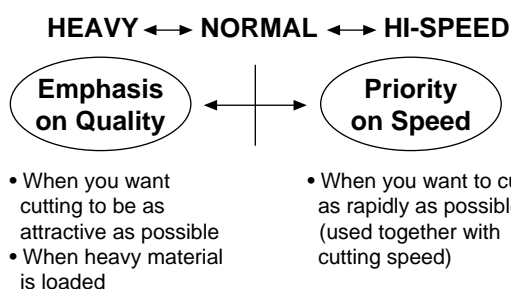 HEAVY ↔ NORMAL ↔ HI-SPEED
Emphasis
on Quality
Priority
on Speed
• When you want
cutting to be as
attractive as possible
• When heavy material
is loaded
• When you want to
as rapidly as
(used together with
cutting speed)